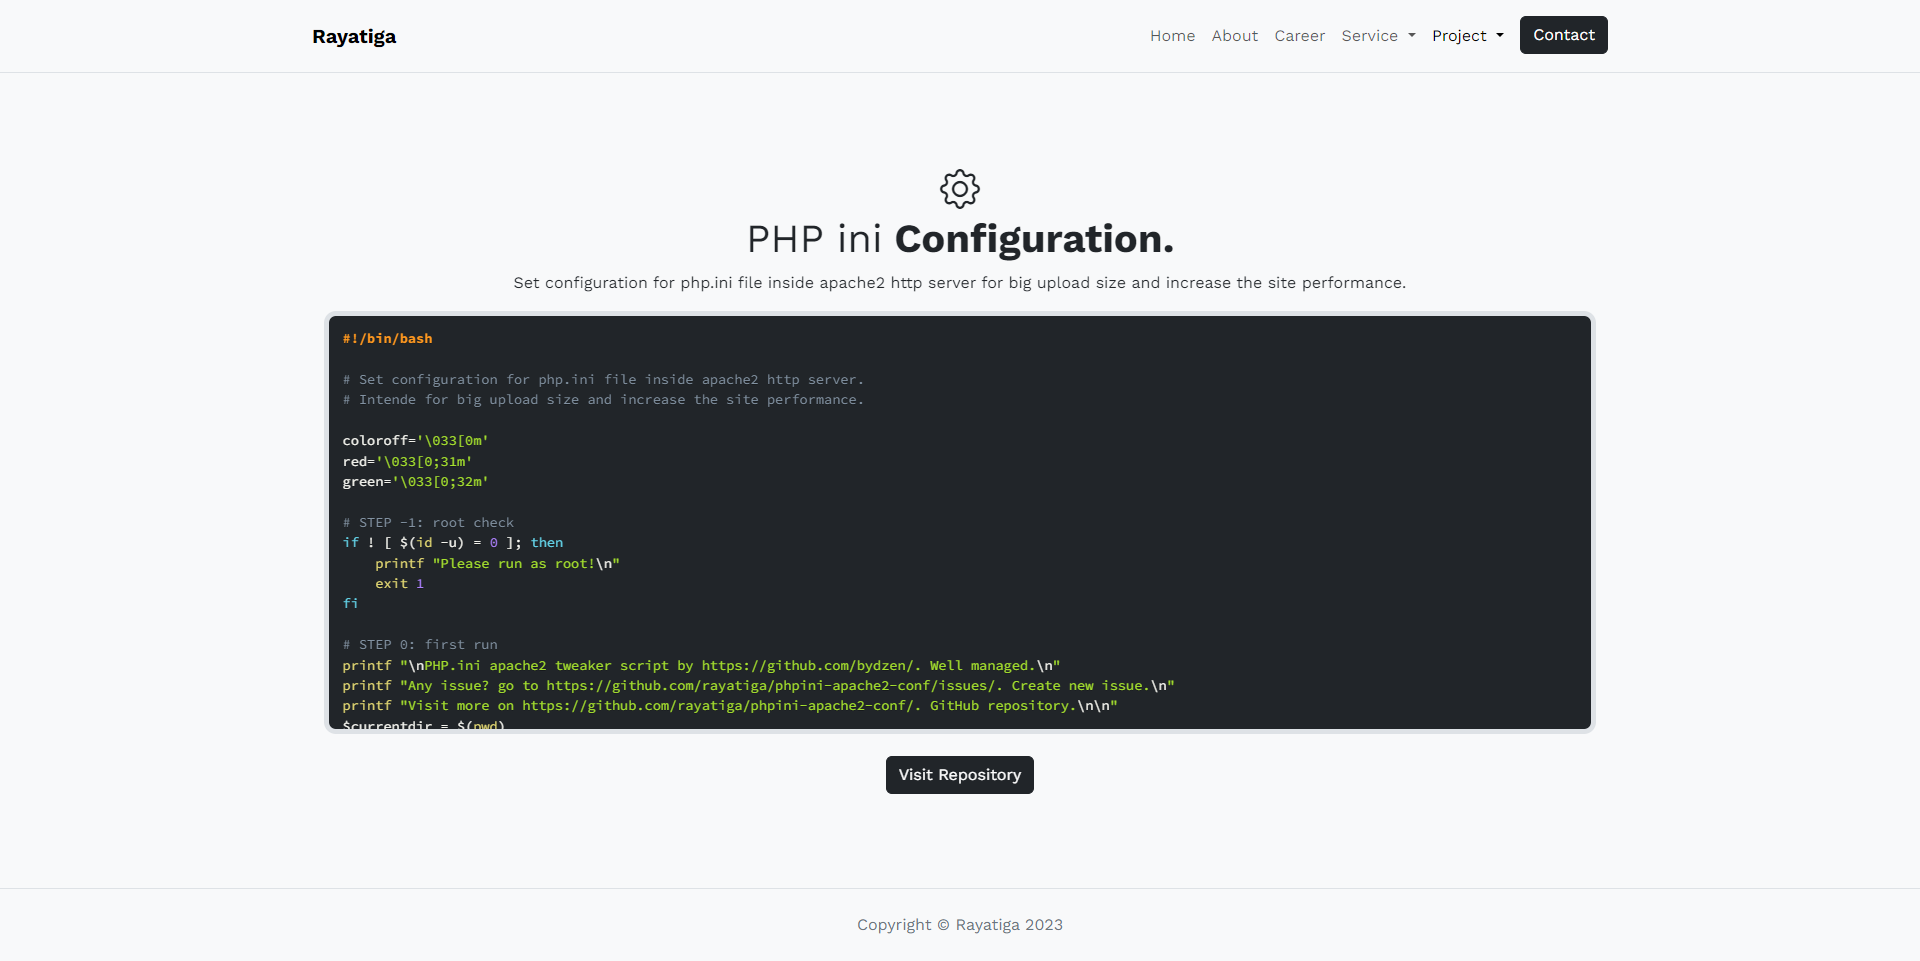 Rayatiga
Home About Career Service Project Contact
PHP ini Configuration.
Set configuration for php.ini file inside apache2 http server for big upload size and increase the site performance.
#!/bin/bash
# Set configuration for php.ini file inside apache2 http server.
# Intende for big upload size and increase the site performance.
coloroff='\033[0m'
red='\033[0;31m'
green='\033[0;32m'
# STEP -1: root check
if ! [ $(id -u) = 0 ]; then
    printf "Please run as root!\n"
    exit 1
fi
# STEP 0: first run
printf "\nPHP.ini apache2 tweaker script by https://github.com/bydzen/. Well managed.\n"
printf "Any issue? go to https://github.com/rayatiga/phpini-apache2-conf/issues/. Create new issue.\n"
printf "Visit more on https://github.com/rayatiga/phpini-apache2-conf/. GitHub repository.\n\n"
$currentdir = $(pwd)
Visit Repository
Copyright © Rayatiga 2023